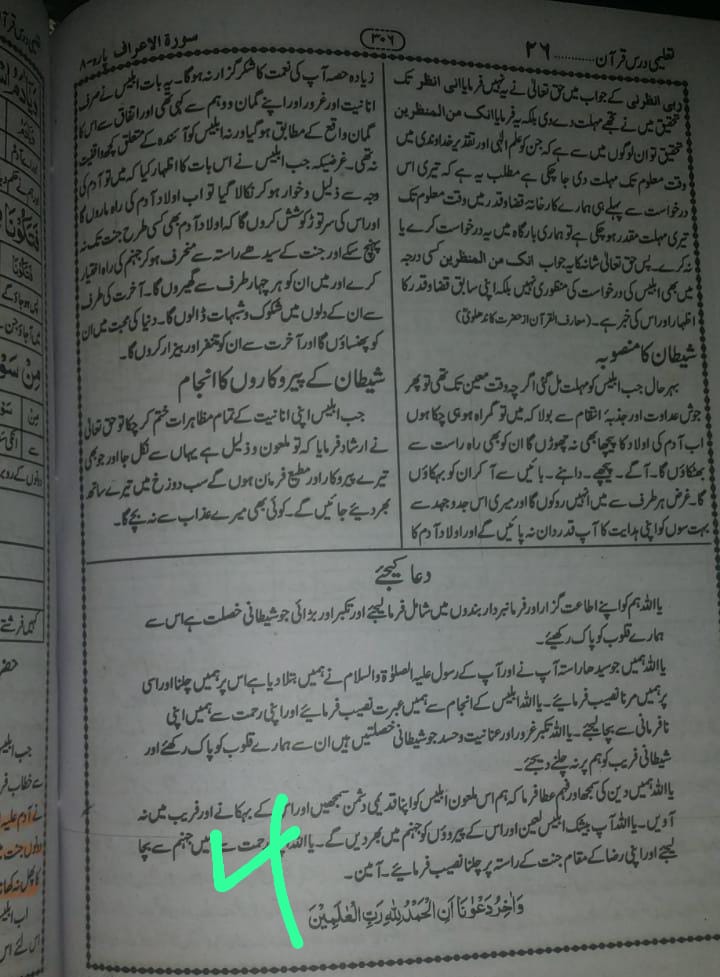 تعلیمی درس قرآن............۲۶
۳۰۶
سورة الاعراف پارہ-۸
ربی انظرنی کے جواب میں حق تعالیٰ نے یہ نہیں فرمایا انی انظر تک
تحقیق میں نے تجھے مہلت دے دی بلکہ یہ فرمایا انک من المنظرین
تحقیق تو ان لوگوں میں سے ہے کہ جن کو علم الٰہی اور تقدیر خداوندی میں
وقت معلوم تک مہلت دی جا چکی ہے مطلب یہ ہے کہ تیری اس
درخواست سے پہلے ہی ہمارے کارخانۂ قضا و قدر میں وقت معلوم تک
تیری مہلت مقدر ہو چکی ہے تو ہماری بارگاہ میں یہ درخواست کرے یا
نہ کرے۔ پس حق تعالیٰ شانہ کا یہ جواب انک من المنظرین کسی درجہ
میں بھی ابلیس کی درخواست کی منظوری نہیں بلکہ اپنی سابق قضا و قدر کا
اظہار اور اس کی خبر ہے۔ (معارف القرآن از حضرت کاندھلویؒ)
شیطان کا منصوبہ
بہرحال جب ابلیس کو مہلت مل گئی اگرچہ وقت معین تک تھی تو پھر
جوش عداوت اور جذبۂ انتقام سے بولا کہ میں تو گمراہ ہو ہی چکا ہوں
اب آدم کی اولاد کا پیچھا بھی نہ چھوڑوں گا ان کو بھی راہ راست سے
بھٹکاؤں گا۔ آگے۔ پیچھے۔ داہنے۔ بائیں سے آ کر ان کو بہکاؤں
گا۔ غرض ہر طرف سے میں انہیں روکوں گا اور میری اس جدوجہد سے
بہت سوں کو اپنی ہدایت کا آپ قدردان نہ پائیں گے اور اولاد آدم کا
زیادہ حصہ آپ کی نعمت کا شکر گزار نہ ہوگا۔ یہ بات ابلیس نے صرف
انانیت اور غرور اور اپنے گمان و وہم سے کہی تھی اور اتفاق سے اس کا
گمان واقع کے مطابق ہو گیا ورنہ ابلیس کو آئندہ کے متعلق کچھ واقفیت
نہ تھی۔ غرضیکہ جب ابلیس نے اس بات کا اظہار کیا کہ میں تو آدم کی
وجہ سے ذلیل و خوار ہو کر نکالا گیا تو اب اولاد آدم کی راہ ماروں گا
اور اس کی سر توڑ کوشش کروں گا کہ اولاد آدم بھی کسی طرح جنت تک نہ
پہنچ سکے اور جنت کے سیدھے راستہ سے منحرف ہو کر جہنم کی راہ اختیار
کرے اور میں ان کو ہر چہار طرف سے گھیروں گا۔ آخرت کی طرف
سے ان کے دلوں میں شکوک و شبہات ڈالوں گا۔ دنیا کی محبت میں ان
کو پھنساؤں گا اور آخرت سے ان کو متنفر اور بیزار کروں گا۔
شیطان کے پیروکاروں کا انجام
جب ابلیس اپنی انانیت کے تمام مظاہرات ختم کر چکا تو حق تعالیٰ
نے ارشاد فرمایا کہ تو ملعون و ذلیل ہے یہاں سے نکل جا اور جو بھی
تیرے پیروکار اور مطیع فرمان ہوں گے سب دوزخ میں تیرے ساتھ
بھر دیئے جائیں گے۔ کوئی بھی میرے عذاب سے نہ بچے گا۔
دعا کیجئے
یا اللہ ہم کو اپنے اطاعت گزار اور فرمانبردار بندوں میں شامل فرما لیجئے اور تکبر اور بڑائی جو شیطانی خصلت ہے اس سے
ہمارے قلوب کو پاک رکھیئے۔
یا اللہ ہمیں جو سیدھا راستہ آپ نے اور آپ کے رسول علیہ الصلوٰۃ والسلام نے ہمیں بتلا دیا ہے اس پر ہمیں چلنا اور اسی
پر ہمیں مرنا نصیب فرمائیے۔ یا اللہ ابلیس کے انجام سے ہمیں عبرت نصیب فرمائیے اور اپنی رحمت سے ہمیں اپنی
نافرمانی سے بچا لیجئے۔ یا اللہ تکبر غرور اور عنانیت و حسد جو شیطانی خصلتیں ہیں ان سے ہمارے قلوب کو پاک رکھئے اور
شیطانی فریب کو ہم پر نہ چلنے دیجئے۔
یا اللہ ہمیں دین کی سمجھ اور فہم عطا فرما کہ ہم اس ملعون ابلیس کو اپنا قدیمی دشمن سمجھیں اور اس کے بہکانے اور فریب میں نہ
آویں۔ یا اللہ آپ بیشک ابلیس لعین اور اس کے پیروؤں کو جہنم میں بھر دیں گے۔ یا اللہ اپنی رحمت سے ہمیں جہنم سے بچا
لیجئے اور اپنی رضا کے مقام جنت کے راستہ پر چلنا نصیب فرمائیے۔ آمین۔
وَاٰخِرُ دَعْوٰنَا اَنِ الْحَمْدُ لِلّٰهِ رَبِّ الْعٰلَمِیْنَ
4